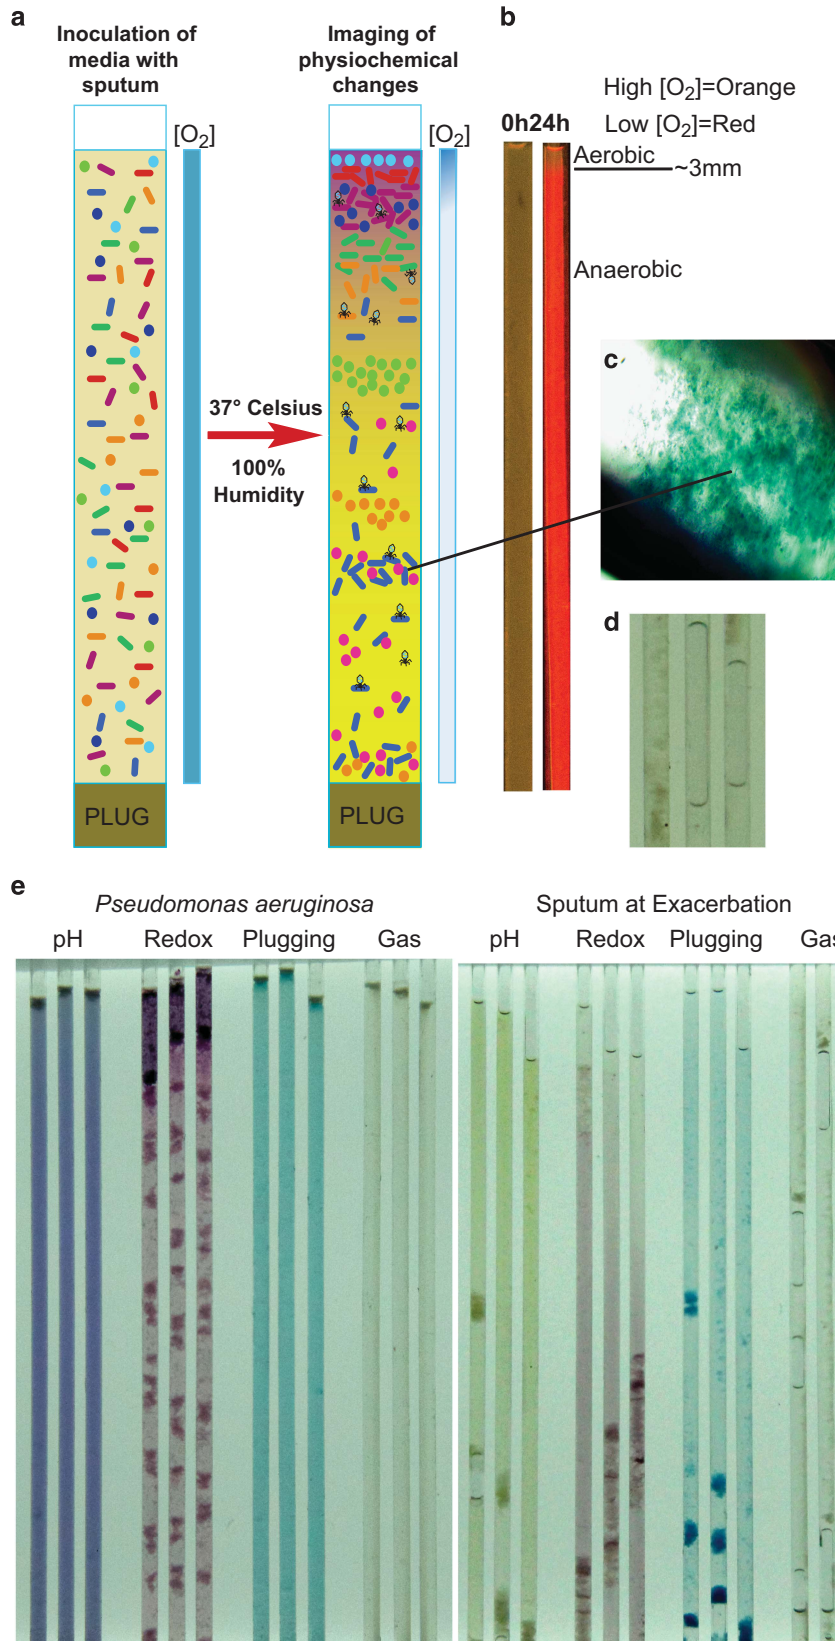 a
Inoculation of
media with
sputum
[O2]
PLUG
37° Celsius
100%
Humidity
Imaging of
physiochemical
changes
[O2]
PLUG
b
High [O2]=Orange
Low [O2]=Red
0h24h
Aerobic
~3mm
Anaerobic
c
d
e
Pseudomonas aeruginosa
pH Redox Plugging Gas
Sputum at Exacerbation
pH Redox Plugging Gas